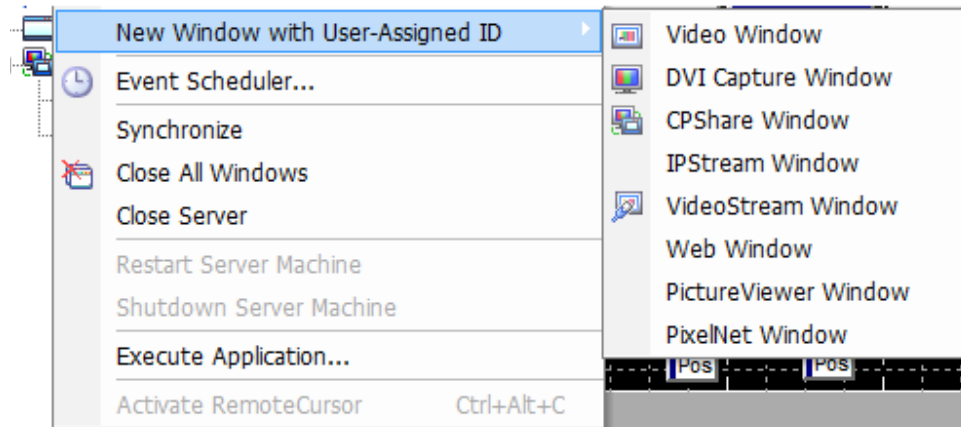 New Window with User-Assigned ID
Event Scheduler...
Synchronize
Close All Windows
Close Server
Restart Server Machine
Shutdown Server Machine
Execute Application...
Activate RemoteCursor Ctrl+Alt+C
Video Window
DVI Capture Window
CPShare Window
IPStream Window
VideoStream Window
Web Window
PictureViewer Window
PixelNet Window
Pos Pos